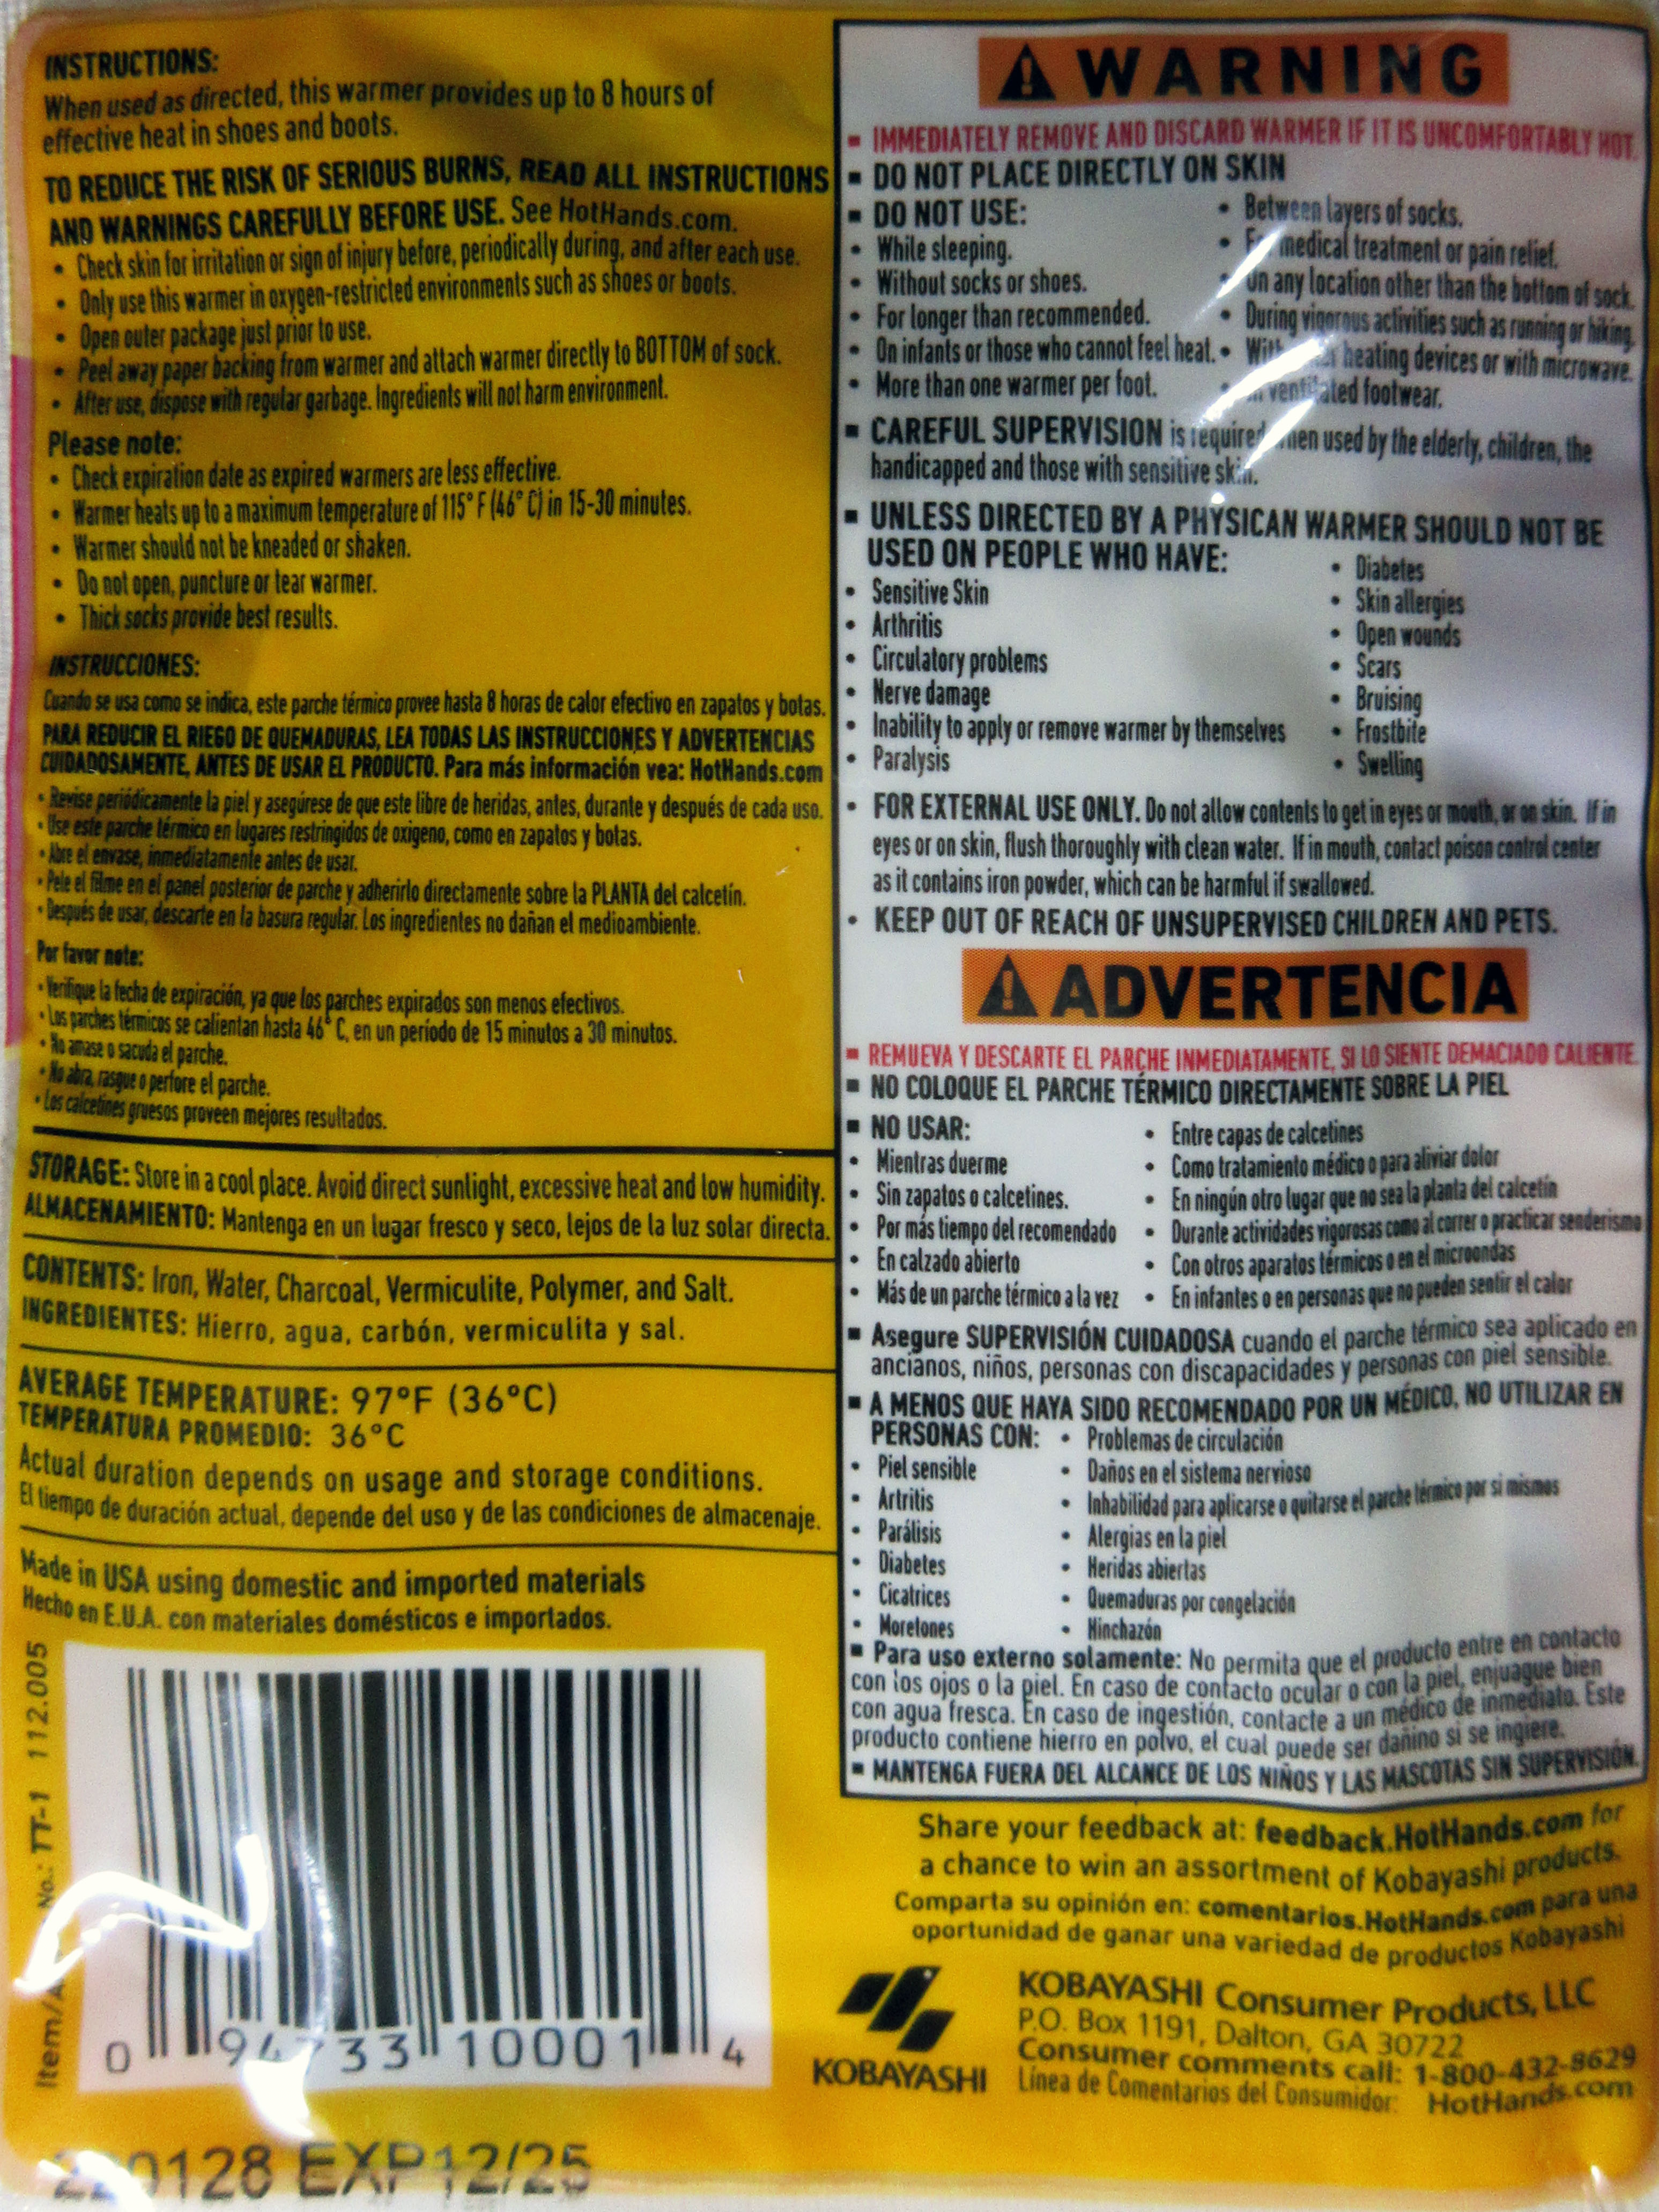 INSTRUCTIONS:
When used as directed, this warmer provides up to 8 hours of
effective heat in shoes and boots.
TO REDUCE THE RISK OF SERIOUS BURNS, READ ALL INSTRUCTIONS
AND WARNINGS CAREFULLY BEFORE USE. See HotHands.com.
• Check skin for irritation or sign of injury before, periodically during, and after each use.
• Only use this warmer in oxygen-restricted environments such as shoes or boots.
• Open outer package just prior to use.
• Peel away paper backing from warmer and attach warmer directly to BOTTOM of sock.
• After use, dispose with regular garbage. Ingredients will not harm environment.
Please note:
• Check expiration date as expired warmers are less effective.
• Warmer heats up to a maximum temperature of 115° F (46° C) in 15-30 minutes.
• Warmer should not be kneaded or shaken.
• Do not open, puncture or tear warmer.
• Thick socks provide best results.
INSTRUCCIONES:
Cuando se usa como se indica, este parche térmico provee hasta 8 horas de calor efectivo en zapatos y botas.
PARA REDUCIR EL RIEGO DE QUEMADURAS, LEA TODAS LAS INSTRUCCIONES Y ADVERTENCIAS
CUIDADOSAMENTE, ANTES DE USAR EL PRODUCTO. Para más información vea: HotHands.com
• Revise periódicamente la piel y asegúrese de que este libre de heridas, antes, durante y después de cada uso.
• Use este parche térmico en lugares restringidos de oxigeno, como en zapatos y botas.
• Abre el envase, inmediatamente antes de usar.
• Pele el filme en el panel posterior de parche y adherirlo directamente sobre la PLANTA del calcetín.
• Después de usar, descarte en la basura regular. Los ingredientes no dañan el medioambiente.
Por favor note:
• Verifique la fecha de expiración, ya que los parches expirados son menos efectivos.
• Los parches térmicos se calientan hasta 46° C, en un período de 15 minutos a 30 minutos.
• No amase o sacuda el parche.
• No abra, rasgue o perfore el parche.
• Los calcetines gruesos proveen mejores resultados.
STORAGE: Store in a cool place. Avoid direct sunlight, excessive heat and low humidity.
ALMACENAMIENTO: Mantenga en un lugar fresco y seco, lejos de la luz solar directa.
CONTENTS: Iron, Water, Charcoal, Vermiculite, Polymer, and Salt.
INGREDIENTES: Hierro, agua, carbón, vermiculita y sal.
AVERAGE TEMPERATURE: 97°F (36°C)
TEMPERATURA PROMEDIO: 36°C
Actual duration depends on usage and storage conditions.
El tiempo de duración actual, depende del uso y de las condiciones de almacenaje.
Made in USA using domestic and imported materials
Hecho en E.U.A. con materiales domésticos e importados.
No.: TT-1 112.005
0 33 10001 4
0128 EXP 12/25
WARNING
▪ IMMEDIATELY REMOVE AND DISCARD WARMER IF IT IS UNCOMFORTABLY HOT.
▪ DO NOT PLACE DIRECTLY ON SKIN
▪ DO NOT USE:
• While sleeping.
• Without socks or shoes.
• For longer than recommended.
• On infants or those who cannot feel heat.
• More than one warmer per foot.
• Between layers of socks.
• medical treatment or pain relief.
• On any location other than the bottom of sock.
• During vigorous activities such as running or hiking.
• With heating devices or with microwave.
• ventilated footwear.
▪ CAREFUL SUPERVISION is required when used by the elderly, children, the
handicapped and those with sensitive skin.
▪ UNLESS DIRECTED BY A PHYSICAN WARMER SHOULD NOT BE
USED ON PEOPLE WHO HAVE:
• Sensitive Skin
• Arthritis
• Circulatory problems
• Nerve damage
• Inability to apply or remove warmer by themselves
• Paralysis
• Diabetes
• Skin allergies
• Open wounds
• Scars
• Bruising
• Frostbite
• Swelling
• FOR EXTERNAL USE ONLY. Do not allow contents to get in eyes or mouth, or on skin. If in
eyes or on skin, flush thoroughly with clean water. If in mouth, contact poison control center
as it contains iron powder, which can be harmful if swallowed.
• KEEP OUT OF REACH OF UNSUPERVISED CHILDREN AND PETS.
ADVERTENCIA
▪ REMUEVA Y DESCARTE EL PARCHE INMEDIATAMENTE, SI LO SIENTE DEMACIADO CALIENTE.
▪ NO COLOQUE EL PARCHE TÉRMICO DIRECTAMENTE SOBRE LA PIEL
▪ NO USAR:
• Mientras duerme
• Sin zapatos o calcetines.
• Por más tiempo del recomendado
• En calzado abierto
• Más de un parche térmico a la vez
• Entre capas de calcetines
• Como tratamiento médico o para aliviar dolor
• En ningún otro lugar que no sea la planta del calcetín
• Durante actividades vigorosas como al correr o practicar senderismo
• Con otros aparatos térmicos o en el microondas
• En infantes o en personas que no pueden sentir el calor
▪ Asegure SUPERVISIÓN CUIDADOSA cuando el parche térmico sea aplicado en
ancianos, niños, personas con discapacidades y personas con piel sensible.
▪ A MENOS QUE HAYA SIDO RECOMENDADO POR UN MÉDICO, NO UTILIZAR EN
PERSONAS CON:
• Piel sensible
• Artritis
• Parálisis
• Diabetes
• Cicatrices
• Moretones
• Problemas de circulación
• Daños en el sistema nervioso
• Inhabilidad para aplicarse o quitarse el parche térmico por si mismos
• Alergias en la piel
• Heridas abiertas
• Quemaduras por congelación
• Hinchazón
▪ Para uso externo solamente: No permita que el producto entre en contacto
con los ojos o la piel. En caso de contacto ocular o con la piel, enjuague bien
con agua fresca. En caso de ingestión, contacte a un médico de inmediato. Este
producto contiene hierro en polvo, el cual puede ser dañino si se ingiere.
▪ MANTENGA FUERA DEL ALCANCE DE LOS NIÑOS Y LAS MASCOTAS SIN SUPERVISIÓN.
Share your feedback at: feedback.HotHands.com for
a chance to win an assortment of Kobayashi products.
Comparta su opinión en: comentarios.HotHands.com para una
oportunidad de ganar una variedad de productos Kobayashi
KOBAYASHI
KOBAYASHI Consumer Products, LLC
P.O. Box 1191, Dalton, GA 30722
Consumer comments call: 1-800-432-8629
Línea de Comentarios del Consumidor: HotHands.com